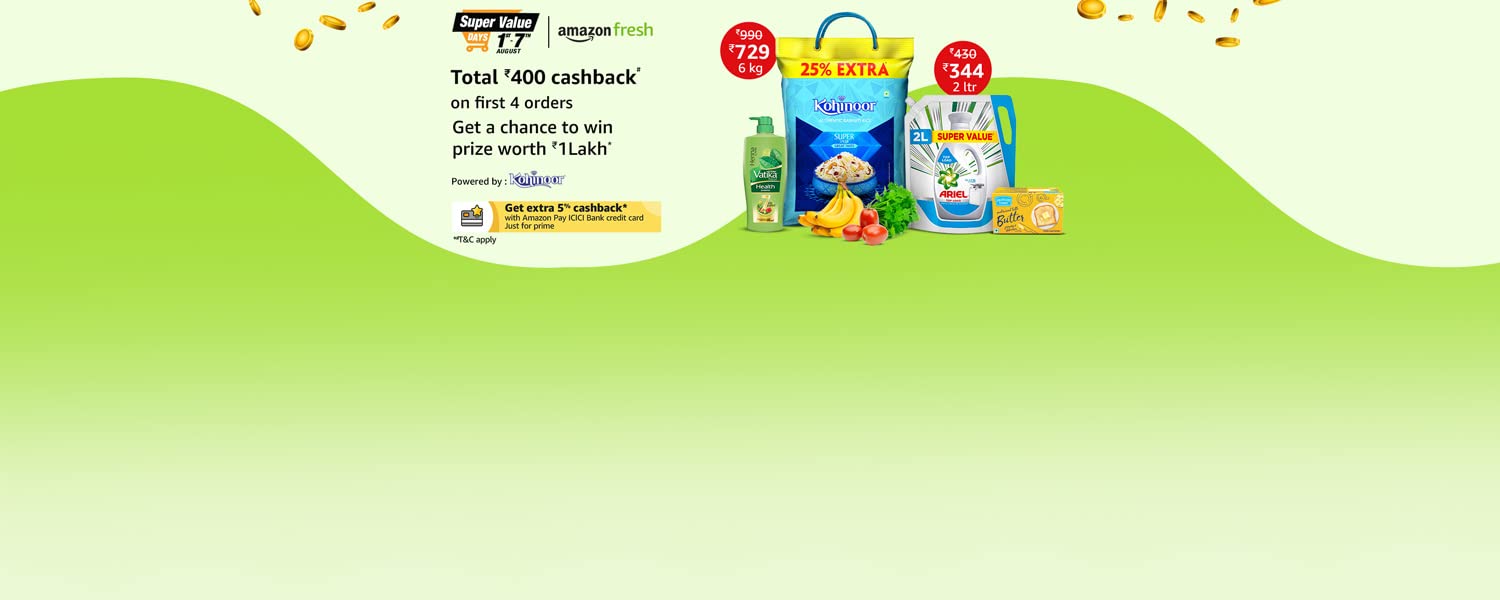 Super Value
DAYS 1ST-7TH
AUGUST
amazon fresh
Total ₹400 cashback#
on first 4 orders
Get a chance to win
prize worth ₹1Lakh*
Powered by : Kohinoor
Get extra 5% cashback*
with Amazon Pay ICICI Bank credit card
Just for prime
*#T&C apply
₹990
₹729
6 kg
25% EXTRA
Kohinoor
SUPER
Vatika
Health
₹430
₹344
2 ltr
2L SUPER VALUE
ARIEL
Butter